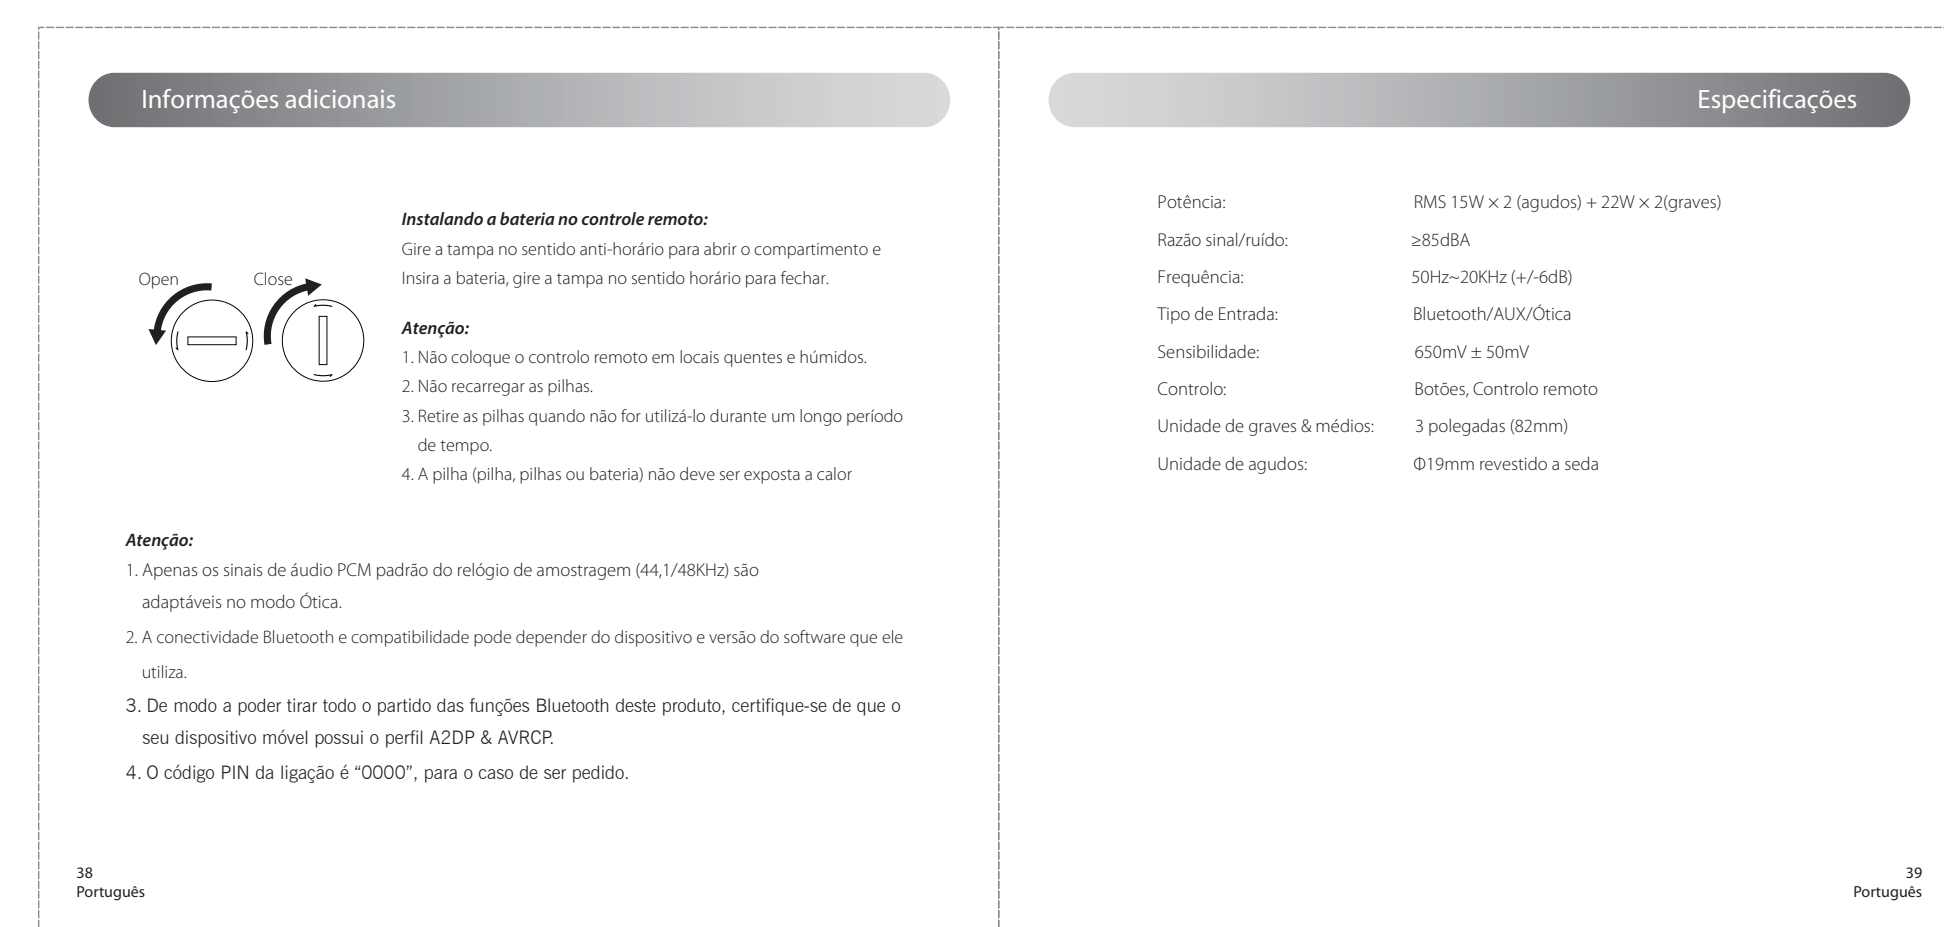 Informações adicionais
Open
Close
Instalando a bateria no controle remoto:
Gire a tampa no sentido anti-horário para abrir o compartimento e
Insira a bateria, gire a tampa no sentido horário para fechar.
Atenção:
1. Não coloque o controlo remoto em locais quentes e húmidos.
2. Não recarregar as pilhas.
3. Retire as pilhas quando não for utilizá-lo durante um longo período
de tempo.
4. A pilha (pilha, pilhas ou bateria) não deve ser exposta a calor
Atenção:
1. Apenas os sinais de áudio PCM padrão do relógio de amostragem (44,1/48KHz) são
adaptáveis no modo Ótica.
2. A conectividade Bluetooth e compatibilidade pode depender do dispositivo e versão do software que ele
utiliza.
3. De modo a poder tirar todo o partido das funções Bluetooth deste produto, certifique-se de que o
seu dispositivo móvel possui o perfil A2DP & AVRCP.
4. O código PIN da ligação é “0000”, para o caso de ser pedido.
38
Português
Especificações
Potência: RMS 15W × 2 (agudos) + 22W × 2(graves)
Razão sinal/ruído: ≥85dBA
Frequência: 50Hz~20KHz (+/-6dB)
Tipo de Entrada: Bluetooth/AUX/Ótica
Sensibilidade: 650mV ± 50mV
Controlo: Botões, Controlo remoto
Unidade de graves & médios: 3 polegadas (82mm)
Unidade de agudos: Φ19mm revestido a seda
39
Português